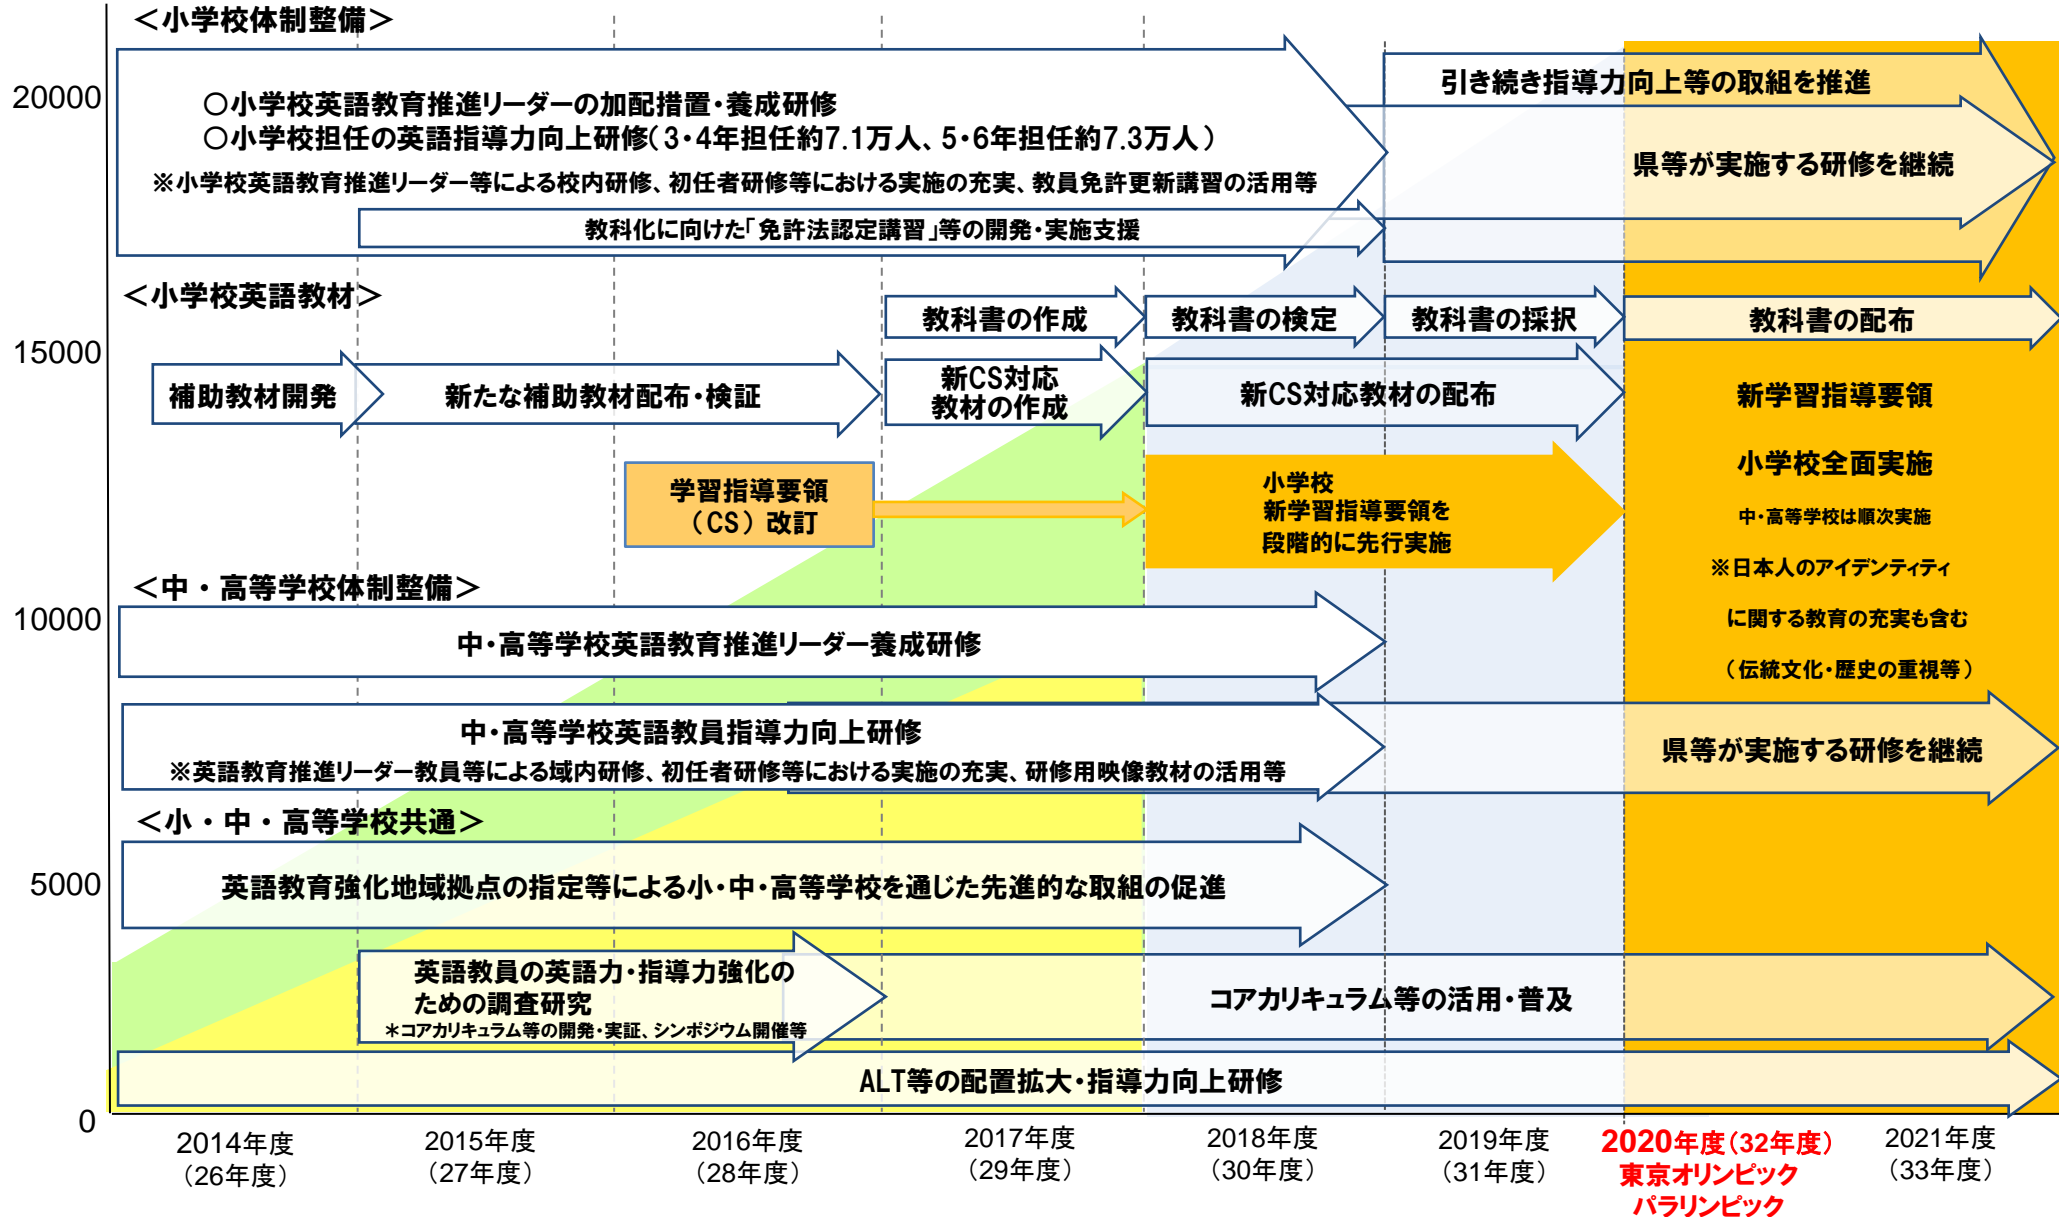 ＜小学校体制整備＞
20000
○小学校英語教育推進リーダーの加配措置・養成研修
○小学校担任の英語指導力向上研修（3・4年担任約7.1万人、5・6年担任約7.3万人）
※小学校英語教育推進リーダー等による校内研修、初任者研修等における実施の充実、教員免許更新講習の活用等
教科化に向けた「免許法認定講習」等の開発・実施支援
引き続き指導力向上等の取組を推進
県等が実施する研修を継続
＜小学校英語教材＞
教科書の作成
教科書の検定
教科書の採択
教科書の配布
15000
補助教材開発
新たな補助教材配布・検証
新CS対応
教材の作成
新CS対応教材の配布
学習指導要領
（CS）改訂
小学校
新学習指導要領を
段階的に先行実施
新学習指導要領
小学校全面実施
中・高等学校は順次実施
※日本人のアイデンティティ
に関する教育の充実も含む
（伝統文化・歴史の重視等）
＜中・高等学校体制整備＞
10000
中・高等学校英語教育推進リーダー養成研修
中・高等学校英語教員指導力向上研修
※英語教育推進リーダー教員等による域内研修、初任者研修等における実施の充実、研修用映像教材の活用等
県等が実施する研修を継続
＜小・中・高等学校共通＞
5000
英語教育強化地域拠点の指定等による小・中・高等学校を通じた先進的な取組の促進
英語教員の英語力・指導力強化の
ための調査研究
＊コアカリキュラム等の開発・実証、シンポジウム開催等
コアカリキュラム等の活用・普及
ALT等の配置拡大・指導力向上研修
0
2014年度
（26年度）
2015年度
（27年度）
2016年度
（28年度）
2017年度
（29年度）
2018年度
（30年度）
2019年度
（31年度）
2020年度（32年度）
東京オリンピック
パラリンピック
2021年度
（33年度）